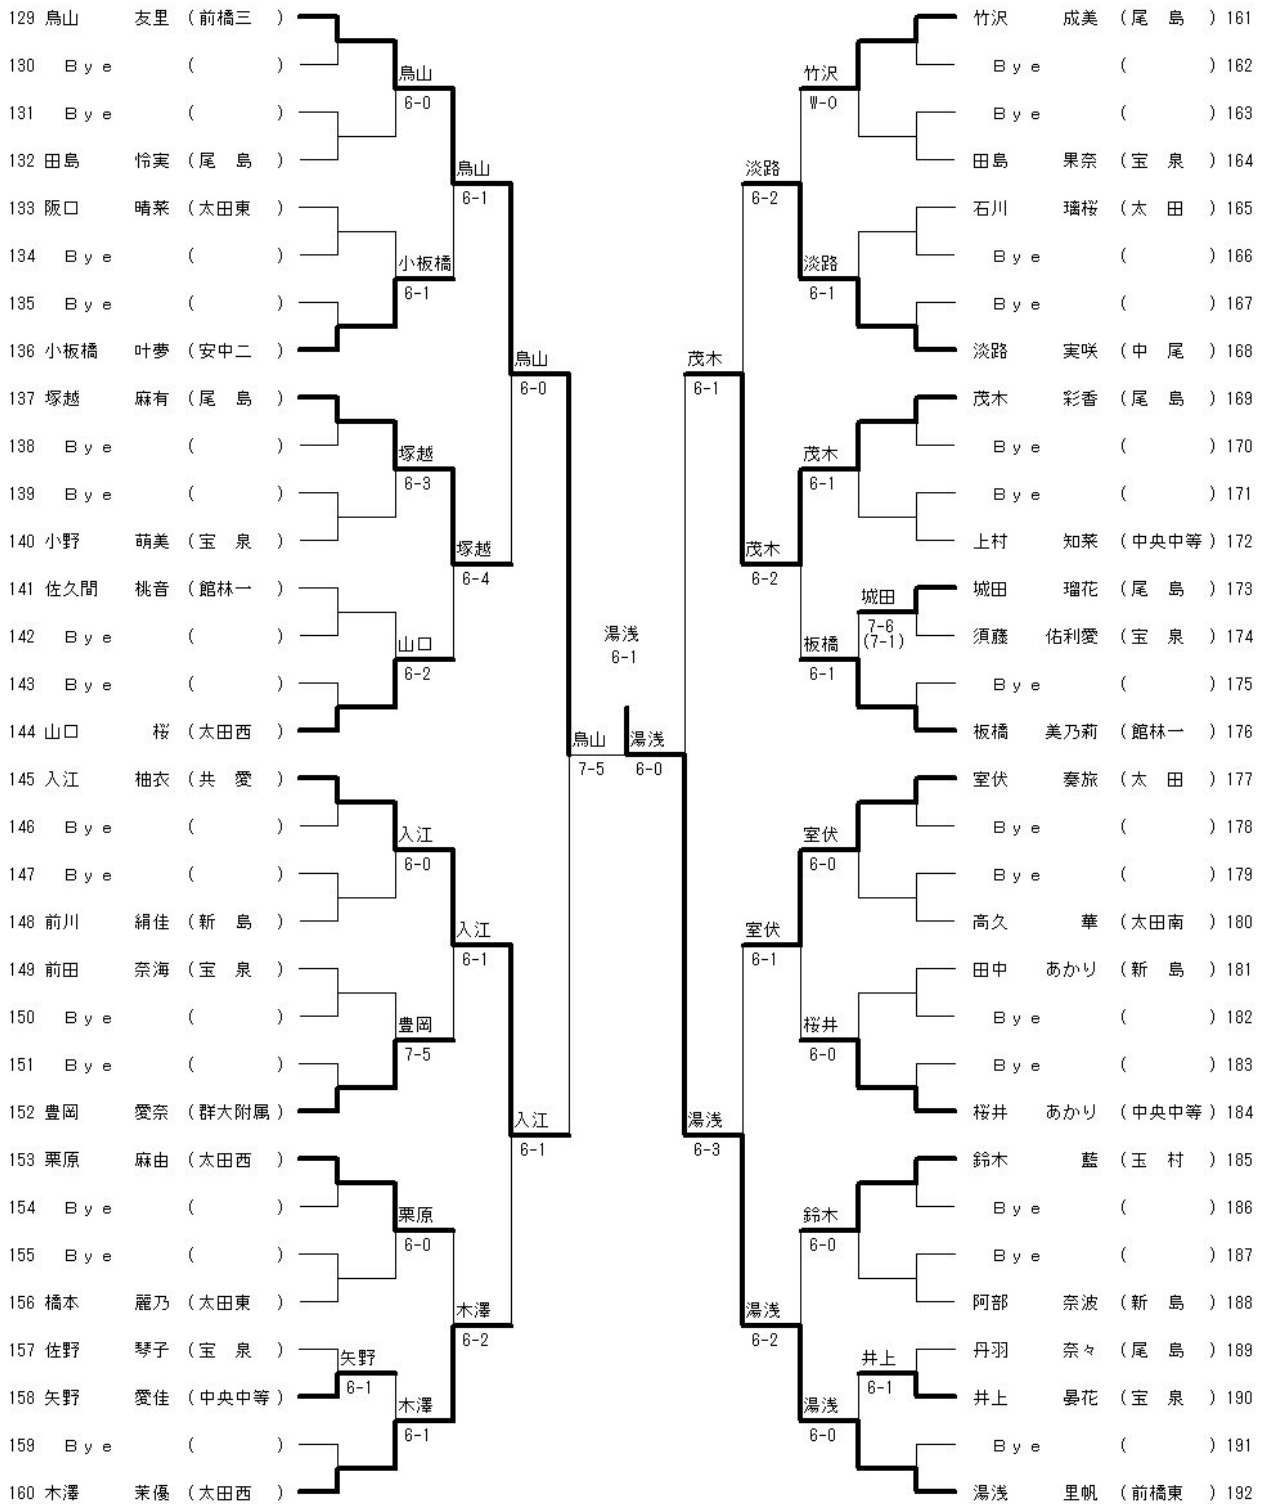 129 鳥山 友里 (前橋三)
130 Bye ( )
131 Bye ( )
132 田島 怜実 (尾 島)
133 阪口 晴菜 (太田東)
134 Bye ( )
135 Bye ( )
136 小板橋 叶夢 (安中二)
137 塚越 麻有 (尾 島)
138 Bye ( )
139 Bye ( )
140 小野 萌美 (宝 泉)
141 佐久間 桃音 (館林一)
142 Bye ( )
143 Bye ( )
144 山口 桜 (太田西)
145 入江 柚衣 (共 愛)
146 Bye ( )
147 Bye ( )
148 前川 絹佳 (新 島)
149 前田 奈海 (宝 泉)
150 Bye ( )
151 Bye ( )
152 豊岡 愛奈 (群大附属)
153 栗原 麻由 (太田西)
154 Bye ( )
155 Bye ( )
156 橋本 麗乃 (太田東)
157 佐野 琴子 (宝 泉)
158 矢野 愛佳 (中央中等)
159 Bye ( )
160 木澤 茉優 (太田西)
矢野
6-1
鳥山
6-0
小板橋
6-1
塚越
6-3
山口
6-2
入江
6-0
豊岡
7-5
栗原
6-0
木澤
6-1
鳥山
6-1
塚越
6-4
入江
6-1
木澤
6-2
鳥山
6-0
入江
6-1
鳥山
7-5
湯浅
6-1
湯浅
6-0
茂木
6-1
湯浅
6-3
淡路
6-2
茂木
6-2
室伏
6-1
湯浅
6-2
竹沢
W-O
淡路
6-1
茂木
6-1
板橋
6-1
室伏
6-0
桜井
6-0
鈴木
6-0
湯浅
6-0
城田
7-6
(7-1)
井上
6-1
竹沢 成美 (尾 島) 161
Bye ( ) 162
Bye ( ) 163
田島 果奈 (宝 泉) 164
石川 璃桜 (太 田) 165
Bye ( ) 166
Bye ( ) 167
淡路 実咲 (中 尾) 168
茂木 彩香 (尾 島) 169
Bye ( ) 170
Bye ( ) 171
上村 知菜 (中央中等) 172
城田 瑠花 (尾 島) 173
須藤 佑利愛 (宝 泉) 174
Bye ( ) 175
板橋 美乃莉 (館林一) 176
室伏 奏旅 (太 田) 177
Bye ( ) 178
Bye ( ) 179
高久 華 (太田南) 180
田中 あかり (新 島) 181
Bye ( ) 182
Bye ( ) 183
桜井 あかり (中央中等) 184
鈴木 藍 (玉 村) 185
Bye ( ) 186
Bye ( ) 187
阿部 奈波 (新 島) 188
丹羽 奈々 (尾 島) 189
井上 晏花 (宝 泉) 190
Bye ( ) 191
湯浅 里帆 (前橋東) 192